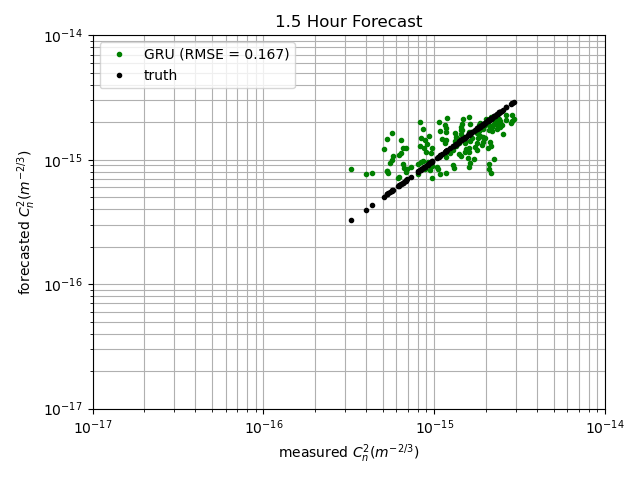 1.5 Hour Forecast
GRU (RMSE = 0.167)
truth
forecasted $C_n^2(m^{-2/3})$
10⁻¹⁴
10⁻¹⁵
10⁻¹⁶
10⁻¹⁷
10⁻¹⁷ 10⁻¹⁶ 10⁻¹⁵ 10⁻¹⁴
measured $C_n^2(m^{-2/3})$